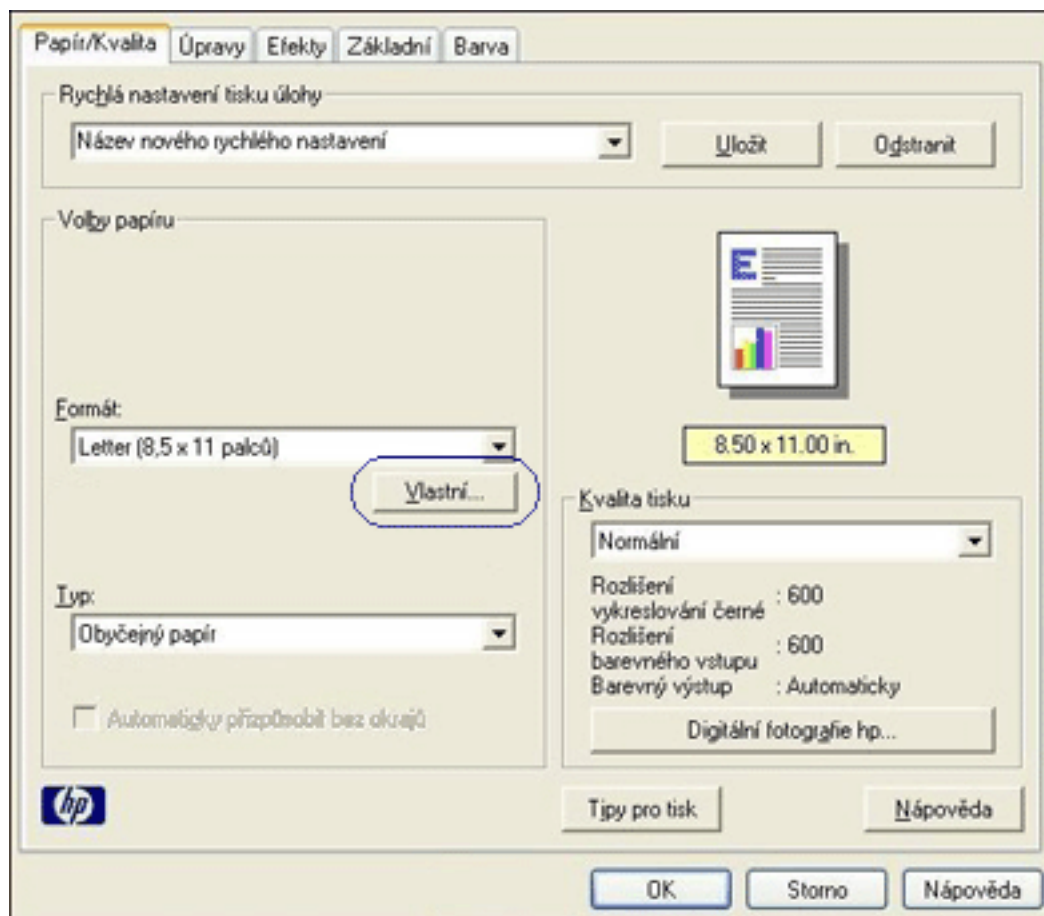 Papír/Kvalita Úpravy Efekty Základní Barva
Rychlá nastavení tisku úlohy
Název nového rychlého nastavení Uložit Odstranit
Volby papíru
E
Formát:
Letter (8,5 x 11 palců)
8.50 x 11.00 in.
Vlastní...
Kvalita tisku
Normální
Typ:
Obyčejný papír
Rozlišení
vykreslování černé : 600
Rozlišení
barevného vstupu : 600
Barevný výstup : Automaticky
Automaticky přizpůsobit bez okrajů
Digitální fotografie hp...
hp
Tipy pro tisk Nápověda
OK Storno Nápověda